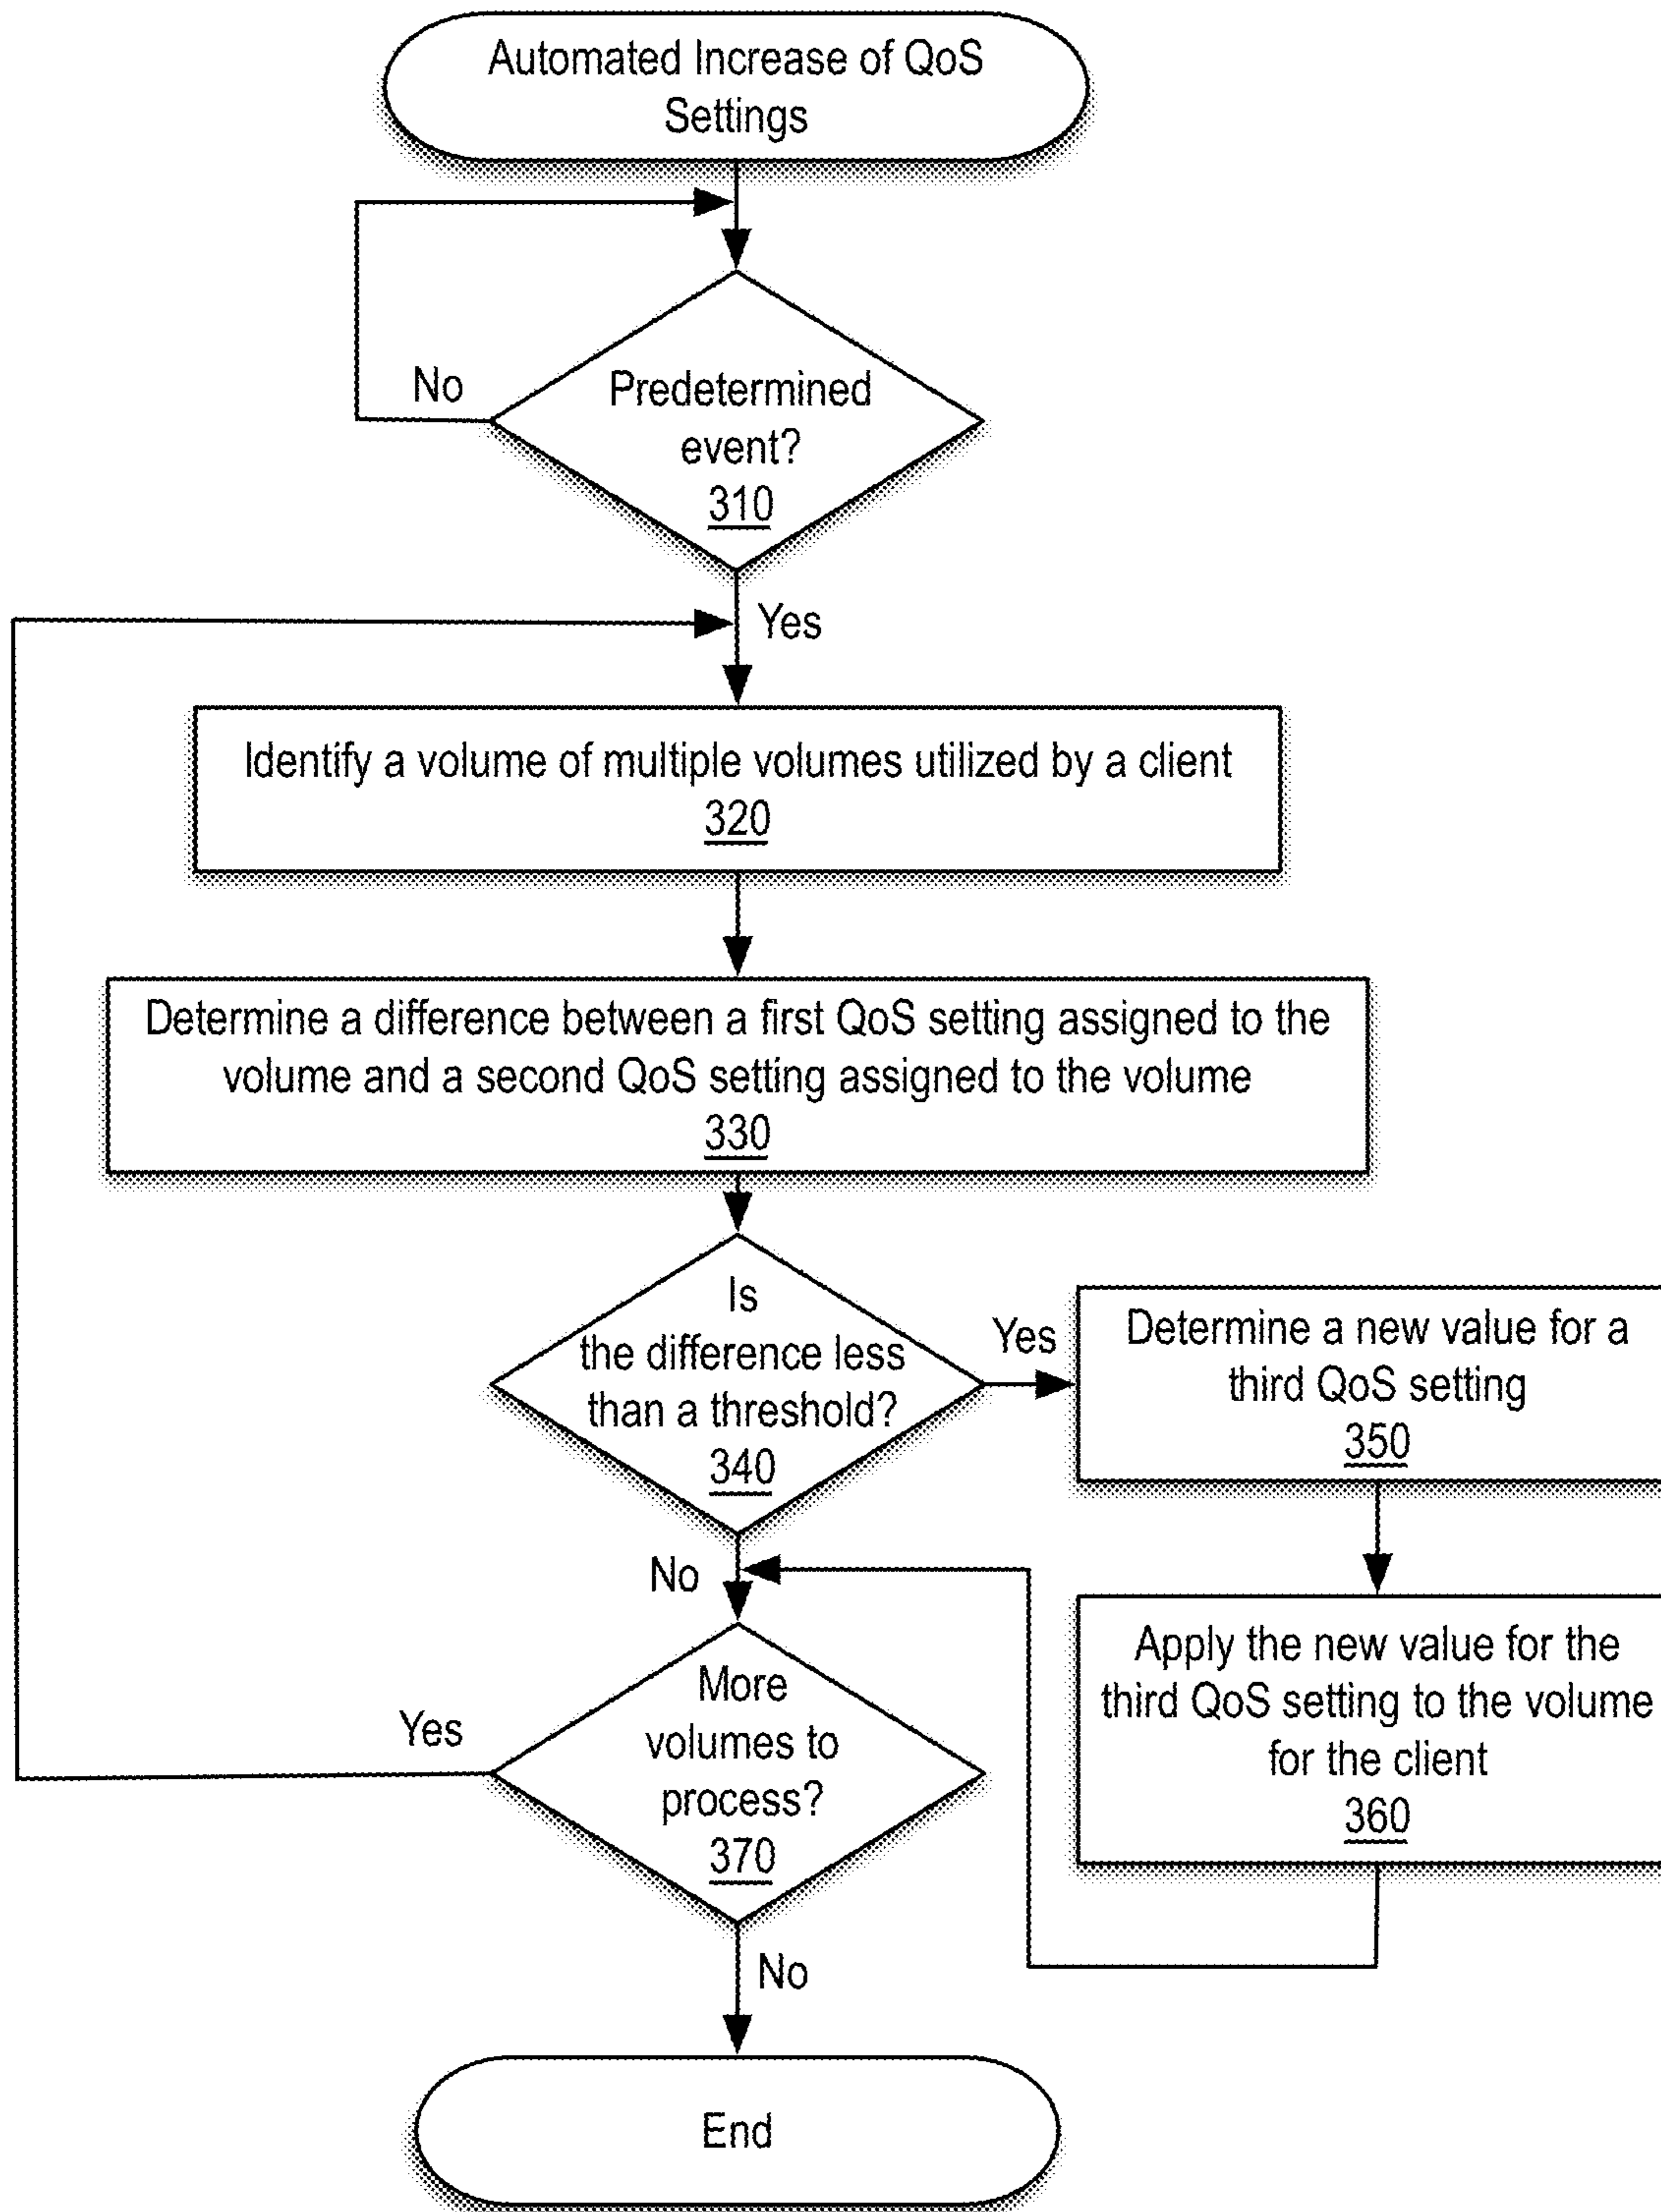 Automated Increase of QoS
Settings
No
Predetermined
event?
310
Yes
Identify a volume of multiple volumes utilized by a client
320
Determine a difference between a first QoS setting assigned to the
volume and a second QoS setting assigned to the volume
330
Is
the difference less
than a threshold?
340
Yes
Determine a new value for a
third QoS setting
350
No
Apply the new value for the
third QoS setting to the volume
for the client
360
More
volumes to
process?
370
Yes
No
End